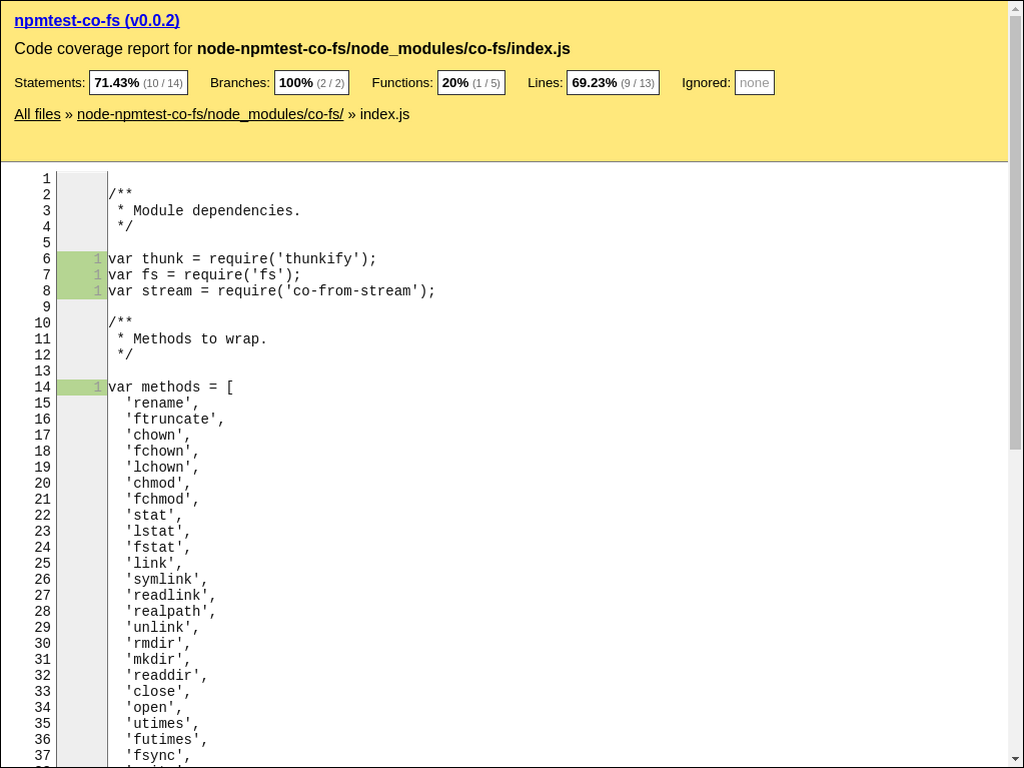 npmtest-co-fs (v0.0.2)
Code coverage report for node-npmtest-co-fs/node_modules/co-fs/index.js
Statements: 71.43% (10 / 14) Branches: 100% (2 / 2) Functions: 20% (1 / 5) Lines: 69.23% (9 / 13) Ignored: none
All files » node-npmtest-co-fs/node_modules/co-fs/ » index.js
1
2 /**
3  * Module dependencies.
4  */
5
6 1 var thunk = require('thunkify');
7 1 var fs = require('fs');
8 1 var stream = require('co-from-stream');
9
10 /**
11  * Methods to wrap.
12  */
13
14 1 var methods = [
15   'rename',
16   'ftruncate',
17   'chown',
18   'fchown',
19   'lchown',
20   'chmod',
21   'fchmod',
22   'stat',
23   'lstat',
24   'fstat',
25   'link',
26   'symlink',
27   'readlink',
28   'realpath',
29   'unlink',
30   'rmdir',
31   'mkdir',
32   'readdir',
33   'close',
34   'open',
35   'utimes',
36   'futimes',
37   'fsync',